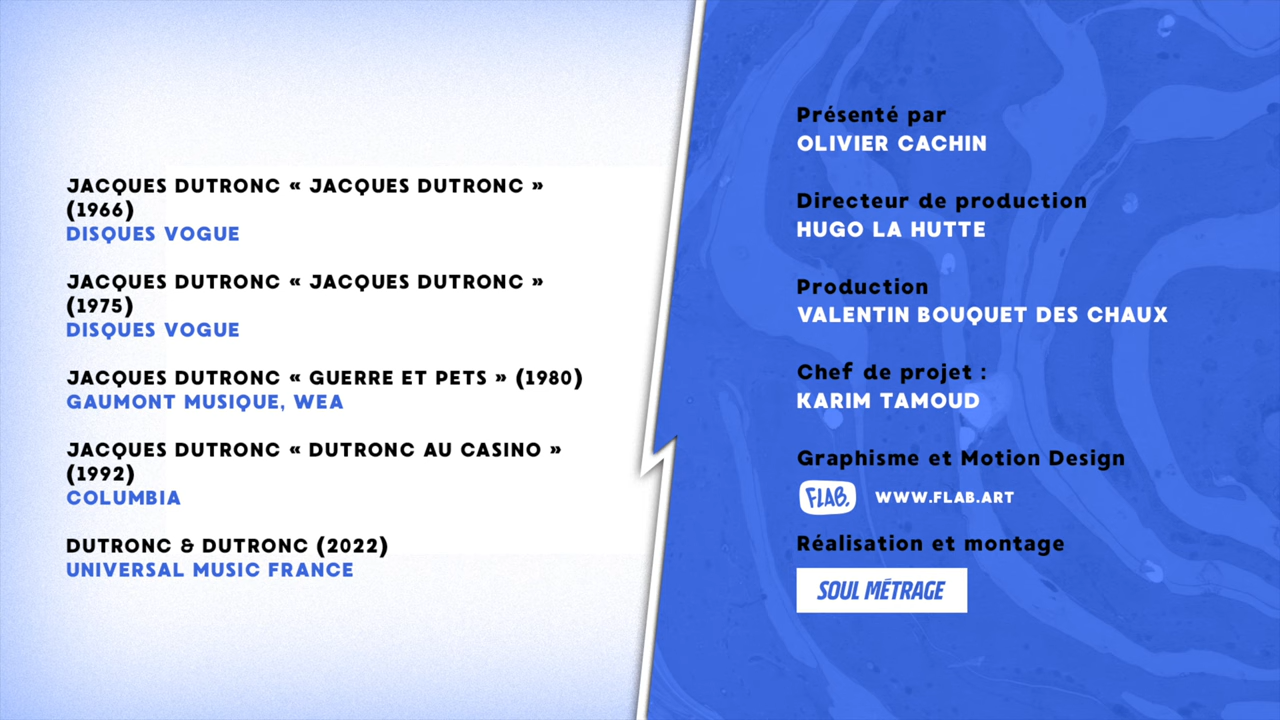 JACQUES DUTRONC « JACQUES DUTRONC »
(1966)
DISQUES VOGUE
JACQUES DUTRONC « JACQUES DUTRONC »
(1975)
DISQUES VOGUE
JACQUES DUTRONC « GUERRE ET PETS » (1980)
GAUMONT MUSIQUE, WEA
JACQUES DUTRONC « DUTRONC AU CASINO »
(1992)
COLUMBIA
DUTRONC & DUTRONC (2022)
UNIVERSAL MUSIC FRANCE
Présenté par
OLIVIER CACHIN
Directeur de production
HUGO LA HUTTE
Production
VALENTIN BOUQUET DES CHAUX
Chef de projet :
KARIM TAMOUD
Graphisme et Motion Design
FLAB. WWW.FLAB.ART
Réalisation et montage
SOUL MÉTRAGE